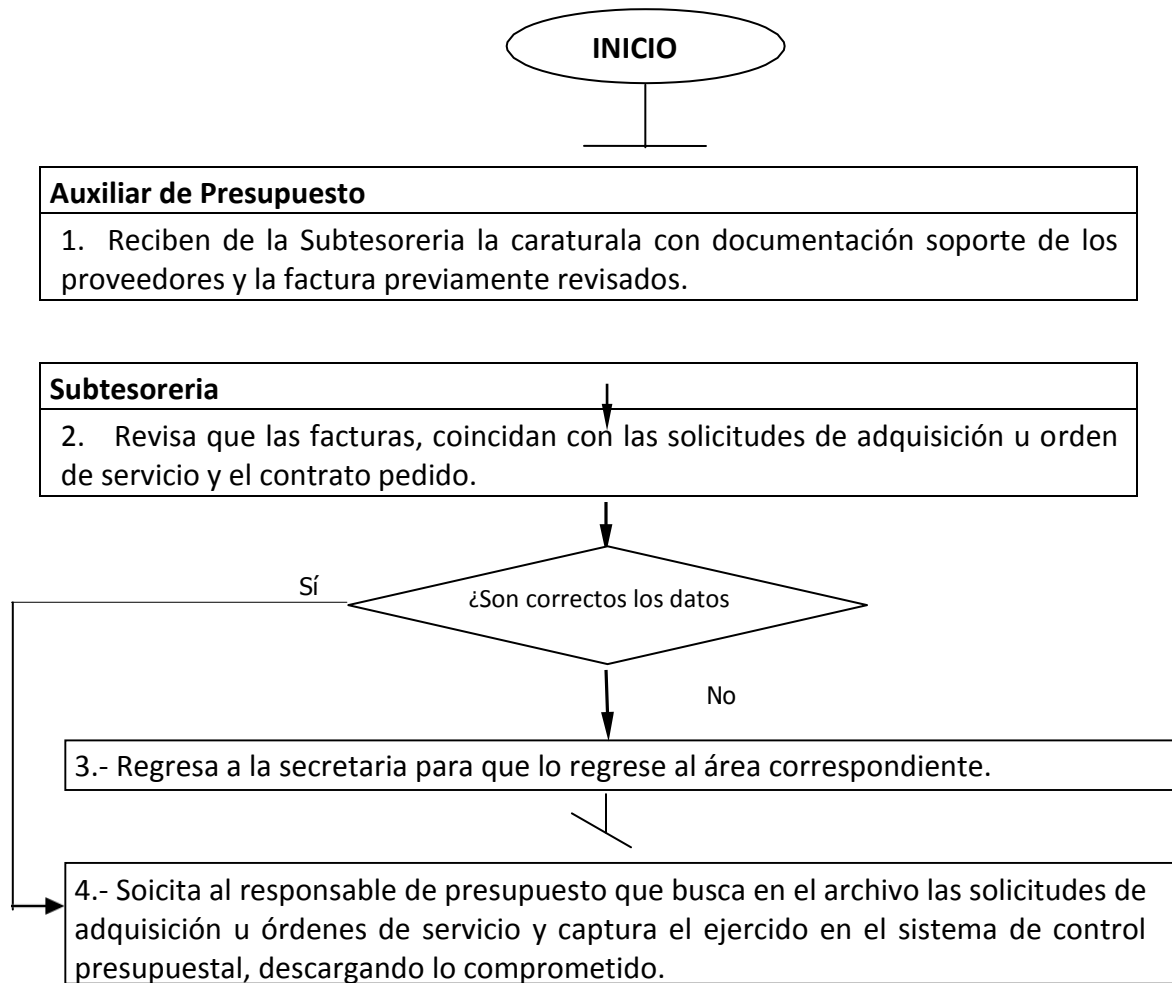 INICIO
Auxiliar de Presupuesto
1. Reciben de la Subtesoreria la caraturala con documentación soporte de los
proveedores y la factura previamente revisados.
Subtesoreria
2. Revisa que las facturas, coincidan con las solicitudes de adquisición u orden
de servicio y el contrato pedido.
Sí
¿Son correctos los datos
No
3.- Regresa a la secretaria para que lo regrese al área correspondiente.
4.- Soicita al responsable de presupuesto que busca en el archivo las solicitudes de
adquisición u órdenes de servicio y captura el ejercido en el sistema de control
presupuestal, descargando lo comprometido.